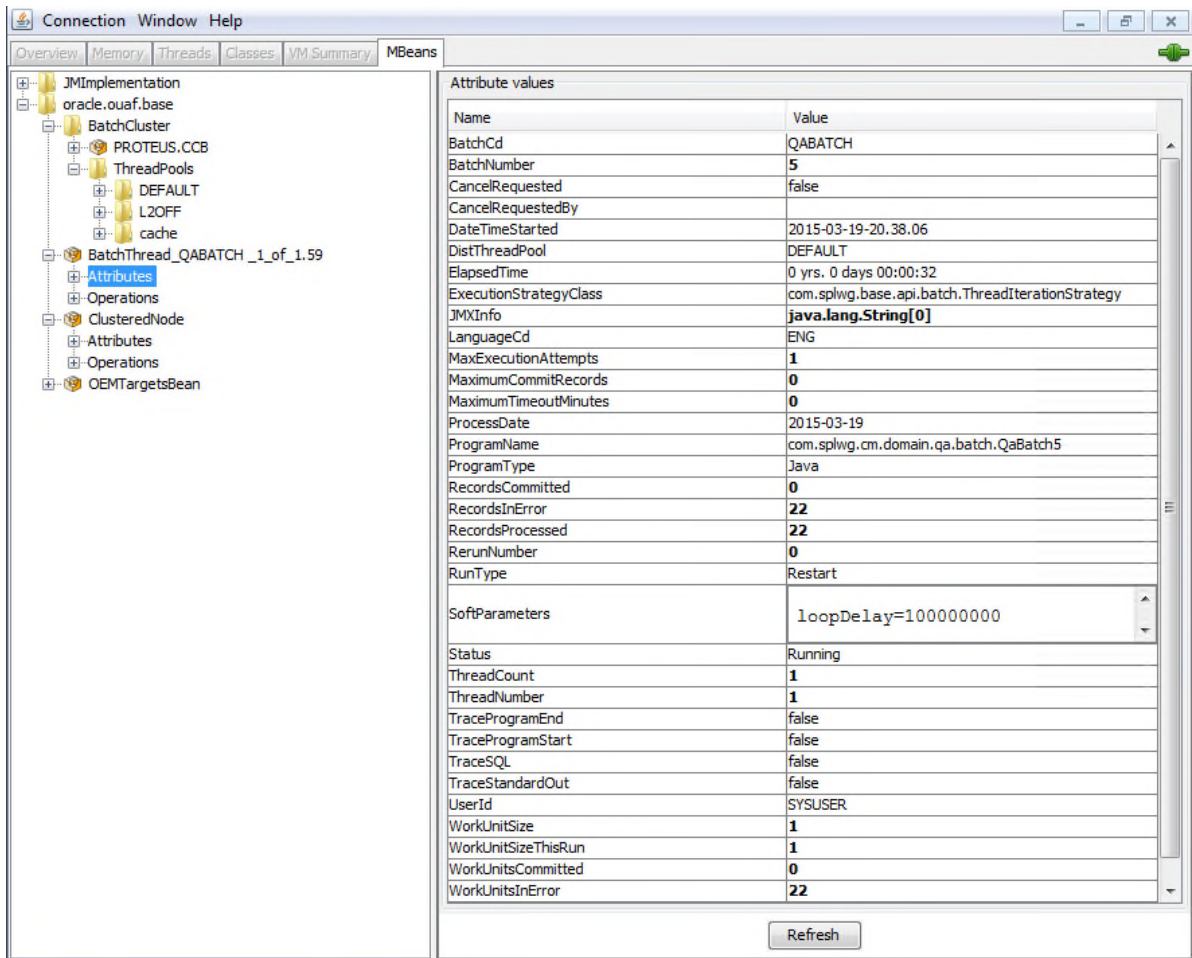 Connection Window Help
Overview Memory Threads Classes VM Summary MBeans
JMImplementation
oracle.ouaf.base
BatchCluster
PROTEUS.CCB
ThreadPools
DEFAULT
L2OFF
cache
BatchThread_QABATCH _1_of_1.59
Attributes
Operations
ClusteredNode
Attributes
Operations
OEMTargetsBean
Attribute values
Name Value
BatchCd QABATCH
BatchNumber 5
CancelRequested false
CancelRequestedBy
DateTimeStarted 2015-03-19-20.38.06
DistThreadPool DEFAULT
ElapsedTime 0 yrs. 0 days 00:00:32
ExecutionStrategyClass com.splwg.base.api.batch.ThreadIterationStrategy
JMXInfo java.lang.String[0]
LanguageCd ENG
MaxExecutionAttempts 1
MaximumCommitRecords 0
MaximumTimeoutMinutes 0
ProcessDate 2015-03-19
ProgramName com.splwg.cm.domain.qa.batch.QaBatch5
ProgramType Java
RecordsCommitted 0
RecordsInError 22
RecordsProcessed 22
RerunNumber 0
RunType Restart
SoftParameters loopDelay=100000000
Status Running
ThreadCount 1
ThreadNumber 1
TraceProgramEnd false
TraceProgramStart false
TraceSQL false
TraceStandardOut false
UserId SYSUSER
WorkUnitSize 1
WorkUnitSizeThisRun 1
WorkUnitsCommitted 0
WorkUnitsInError 22
Refresh